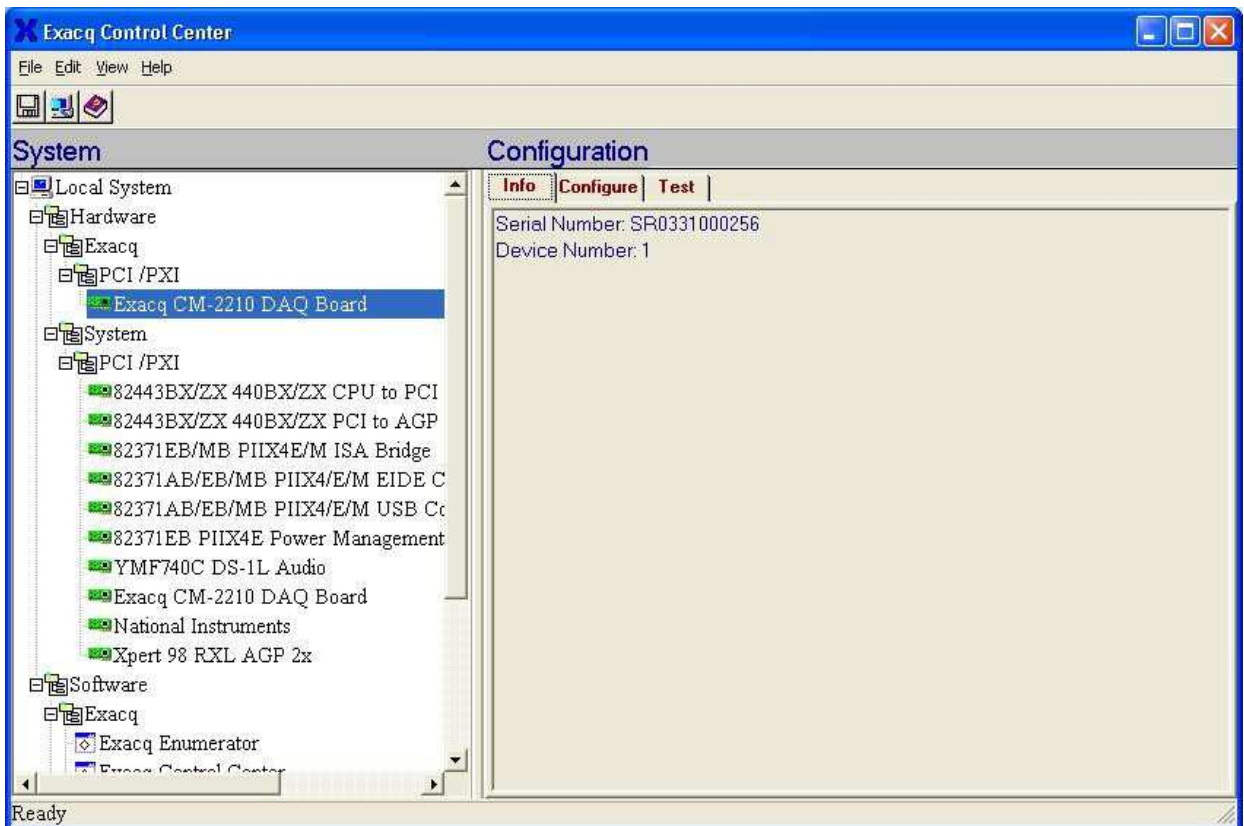 Exacq Control Center
File Edit View Help
System
Configuration
Local System
Hardware
Exacq
PCI /PXI
Exacq CM-2210 DAQ Board
System
PCI /PXI
82443BX/ZX 440BX/ZX CPU to PCI
82443BX/ZX 440BX/ZX PCI to AGP
82371EB/MB PIIX4E/M ISA Bridge
82371AB/EB/MB PIIX4/E/M EIDE C
82371AB/EB/MB PIIX4/E/M USB Co
82371EB PIIX4E Power Management
YMF740C DS-1L Audio
Exacq CM-2210 DAQ Board
National Instruments
Xpert 98 RXL AGP 2x
Software
Exacq
Exacq Enumerator
Exacq Control Center
Info Configure Test
Serial Number: SR0331000256
Device Number: 1
Ready